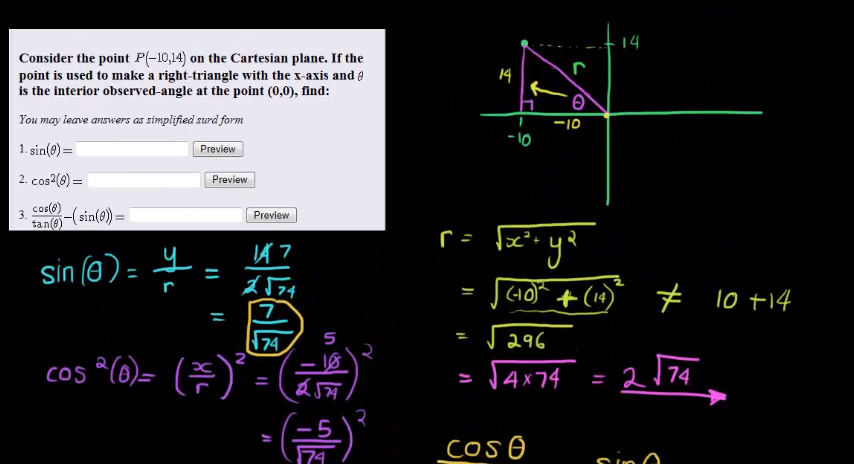 Consider the point P(−10,14) on the Cartesian plane. If the
point is used to make a right-triangle with the x-axis and θ
is the interior observed-angle at the point (0,0), find:
You may leave answers as simplified surd form
1. sin(θ) = Preview
2. cos²(θ) = Preview
3. cos(θ)/tan(θ) − (sin(θ)) = Preview
14
14
r
θ
-10
-10
sin(θ) = y/r = 14 7 / 2√74
= 7/√74
cos²(θ) = (x/r)² = (-10 5 / 2√74)²
= (-5/√74)²
r = √x² + y²
= √(-10)² + (14)² ≠ 10 + 14
= √296
= √4 × 74 = 2√74
cos θ
sin θ